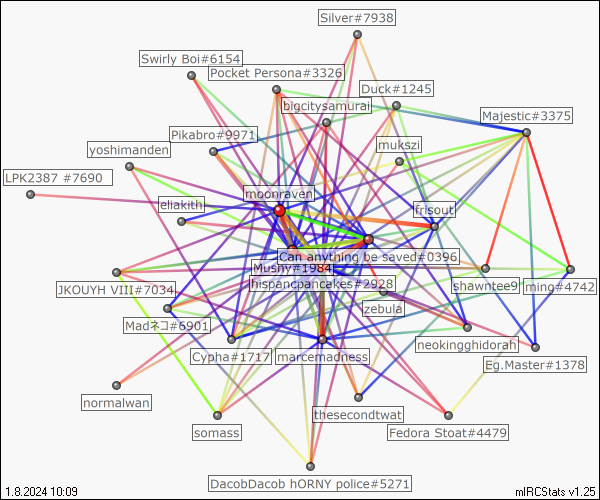 Silver#7938
Swirly Boi#6154
Pocket Persona#3326
Duck#1245
bigcitysamurai
Majestic#3375
Pikabro#9971
mukszi
yoshimanden
LPK2387 #7690
moonraven
eliakith
frisout
Can anything be saved#0396
Mushy#1984
hispancpancakes#2928
shawntee9
ming#4742
JKOUYH VII#7034
zebula
Madネコ#6901
neokingghidorah
Cypha#1717
marcemadness
Eg.Master#1378
normalwan
thesecondtwat
somass
Fedora Stoat#4479
DacobDacob hORNY police#5271
1.8.2024 10:09
mIRCStats v1.25